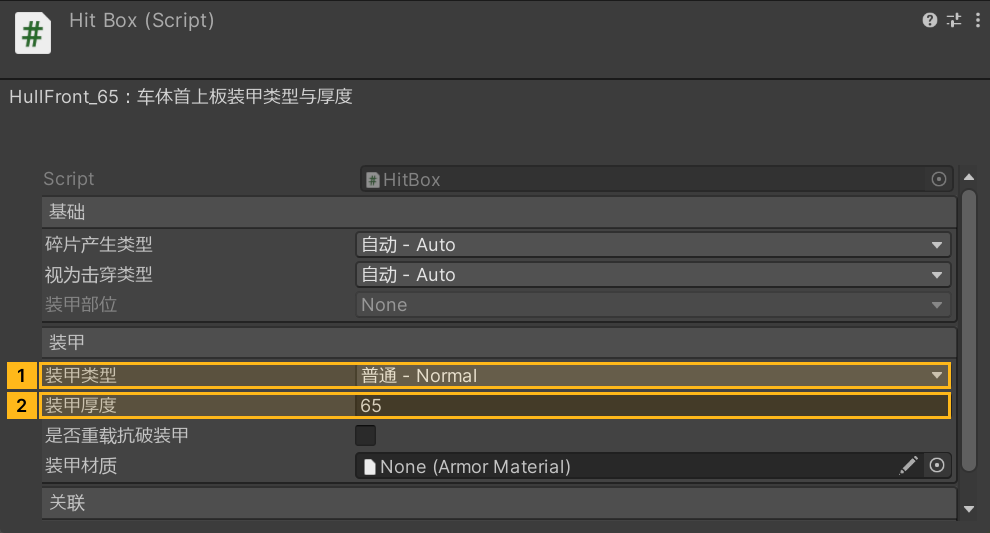 Hit Box (Script)
HullFront_65：车体首上板装甲类型与厚度
Script HitBox
基础
碎片产生类型 自动 - Auto
视为击穿类型 自动 - Auto
装甲部位 None
装甲
1 装甲类型 普通 - Normal
2 装甲厚度 65
是否重载抗破装甲
装甲材质 None (Armor Material)
关联